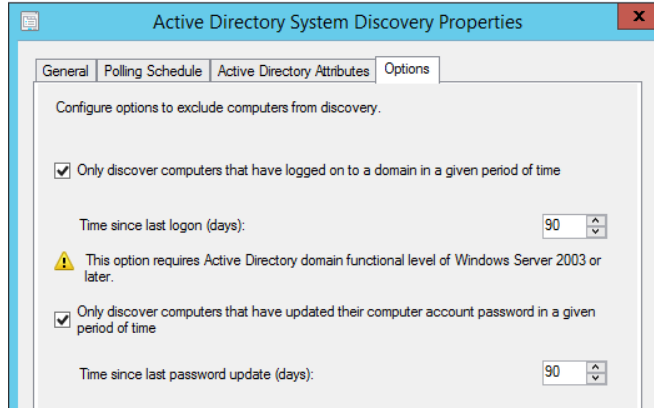 Active Directory System Discovery Properties
x
General
Polling Schedule
Active Directory Attributes
Options
Configure options to exclude computers from discovery.
Only discover computers that have logged on to a domain in a given period of time
Time since last logon (days):
90
This option requires Active Directory domain functional level of Windows Server 2003 or
later.
Only discover computers that have updated their computer account password in a given
period of time
Time since last password update (days):
90